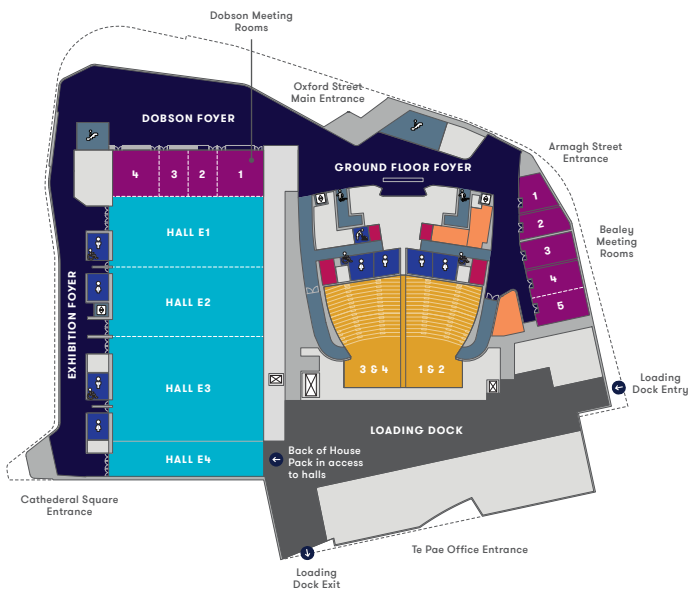 Dobson Meeting
Rooms
Oxford Street
Main Entrance
DOBSON FOYER
Armagh Street
Entrance
GROUND FLOOR FOYER
4
3
2
1
1
2
3
4
5
Bealey
Meeting
Rooms
HALL E1
HALL E2
EXHIBITION FOYER
HALL E3
3 & 4
1 & 2
Loading
Dock Entry
LOADING DOCK
HALL E4
Back of House
Pack in access
to halls
Cathederal Square
Entrance
Te Pae Office Entrance
Loading
Dock Exit